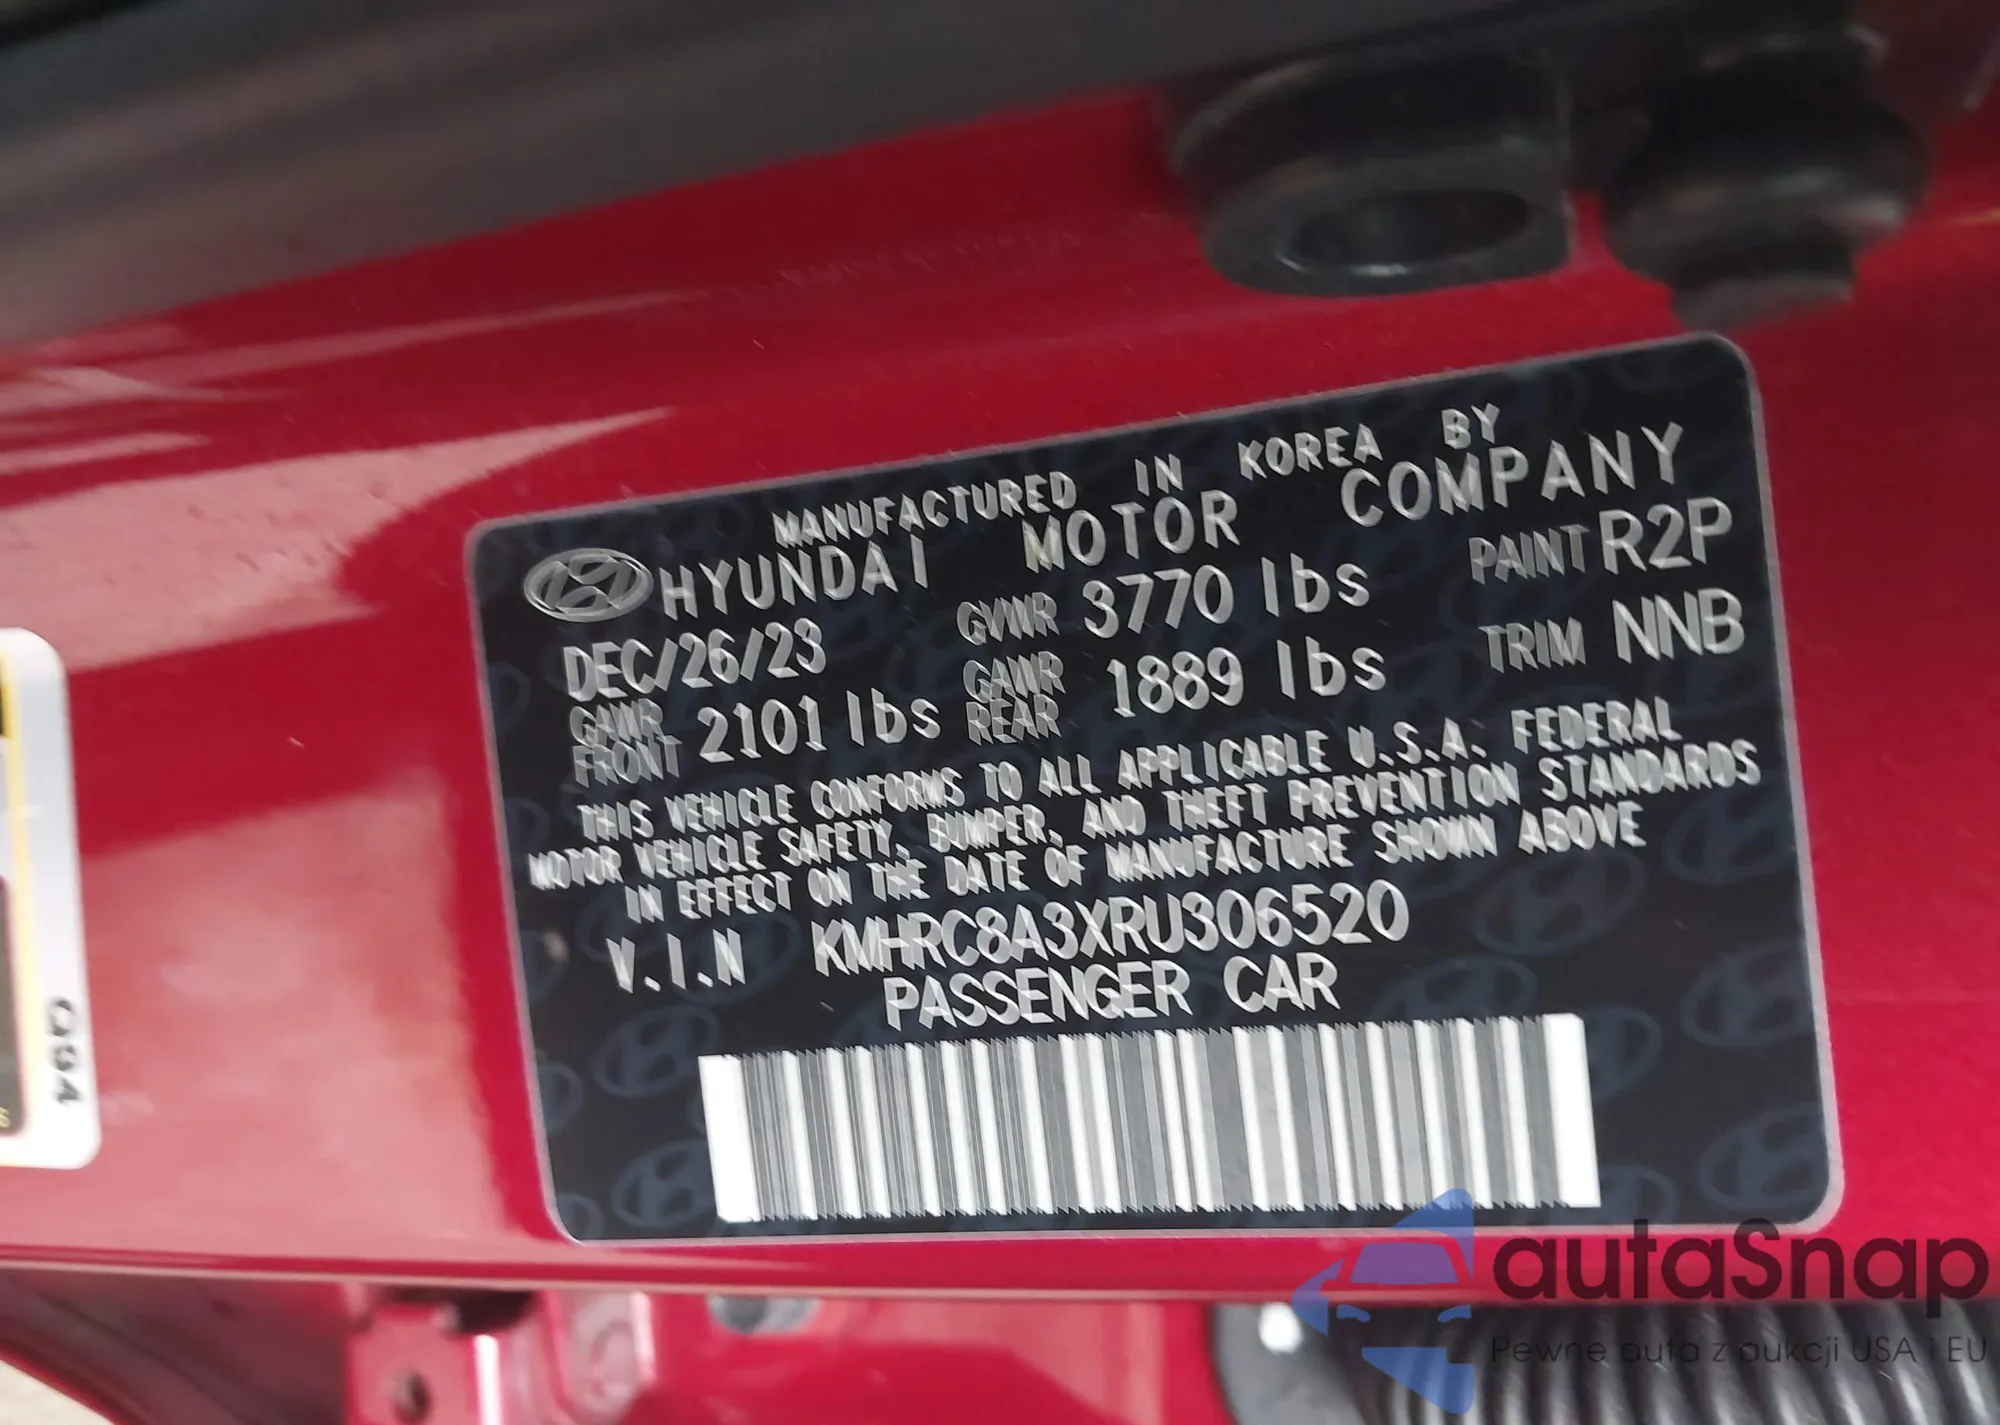 MANUFACTURED IN KOREA BY
HYUNDAI MOTOR COMPANY
DEC/26/23 GVWR 3770 lbs PAINT R2P
GAWR FRONT 2101 lbs GAWR REAR 1889 lbs TRIM NNB
THIS VEHICLE CONFORMS TO ALL APPLICABLE U.S.A. FEDERAL
MOTOR VEHICLE SAFETY, BUMPER, AND THEFT PREVENTION STANDARDS
IN EFFECT ON THE DATE OF MANUFACTURE SHOWN ABOVE
V.I.N KMHRC8A3XRU306520
PASSENGER CAR
Q94
autaSnap
Pewne auta z aukcji USA i EU